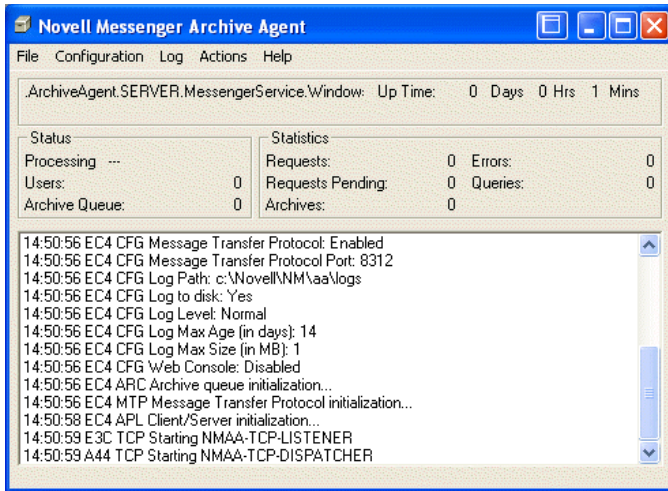 Novell Messenger Archive Agent
File Configuration Log Actions Help
.ArchiveAgent.SERVER.MessengerService.Window: Up Time: 0 Days 0 Hrs 1 Mins
Status
Processing ---
Users: 0
Archive Queue: 0
Statistics
Requests: 0 Errors: 0
Requests Pending: 0 Queries: 0
Archives: 0
14:50:56 EC4 CFG Message Transfer Protocol: Enabled
14:50:56 EC4 CFG Message Transfer Protocol Port: 8312
14:50:56 EC4 CFG Log Path: c:\Novell\NM\aa\logs
14:50:56 EC4 CFG Log to disk: Yes
14:50:56 EC4 CFG Log Level: Normal
14:50:56 EC4 CFG Log Max Age (in days): 14
14:50:56 EC4 CFG Log Max Size (in MB): 1
14:50:56 EC4 CFG Web Console: Disabled
14:50:56 EC4 ARC Archive queue initialization...
14:50:56 EC4 MTP Message Transfer Protocol initialization...
14:50:58 EC4 APL Client/Server initialization...
14:50:59 E3C TCP Starting NMAA-TCP-LISTENER
14:50:59 A44 TCP Starting NMAA-TCP-DISPATCHER